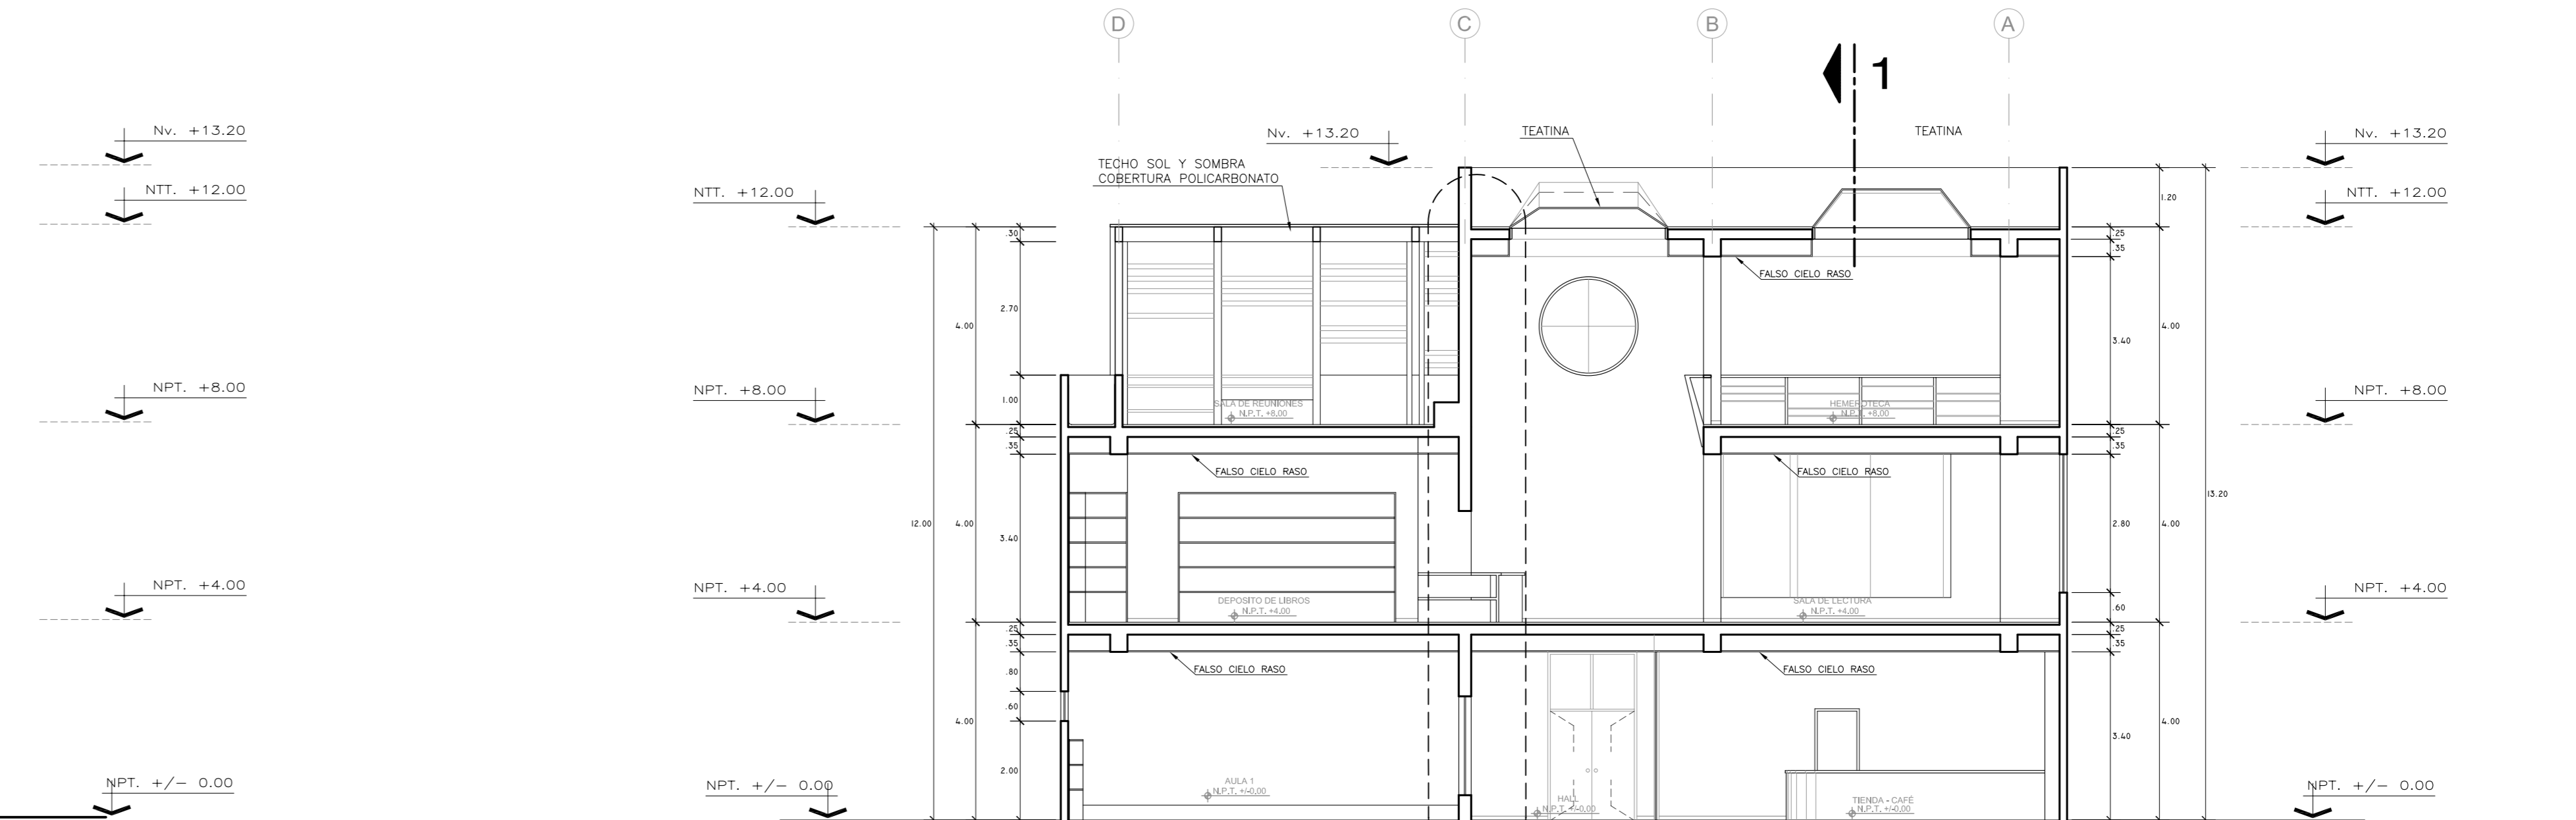 D
C
B
A
1
Nv. +13.20
NTT. +12.00
NPT. +8.00
NPT. +4.00
NPT. +/- 0.00
NTT. +12.00
NPT. +8.00
NPT. +4.00
NPT. +/- 0.00
Nv. +13.20
TEATINA
TEATINA
TECHO SOL Y SOMBRA
COBERTURA POLICARBONATO
FALSO CIELO RASO
SALA DE REUNIONES
N.P.T. +8,00
HEMEROTECA
N.P.T. +8,00
FALSO CIELO RASO
FALSO CIELO RASO
DEPOSITO DE LIBROS
N.P.T. +4,00
SALA DE LECTURA
N.P.T. +4,00
FALSO CIELO RASO
FALSO CIELO RASO
AULA 1
N.P.T. +/-0,00
HALL
N.P.T. +/-0,00
TIENDA - CAFÉ
N.P.T. +/-0,00
12.00
4.00
4.00
4.00
.30
2.70
1.00
.25
.35
3.40
.25
.35
.80
.60
2.00
.25
.35
3.40
.25
.35
2.80
.60
.25
.35
3.40
1.20
4.00
4.00
4.00
13.20
Nv. +13.20
NTT. +12.00
NPT. +8.00
NPT. +4.00
NPT. +/- 0.00